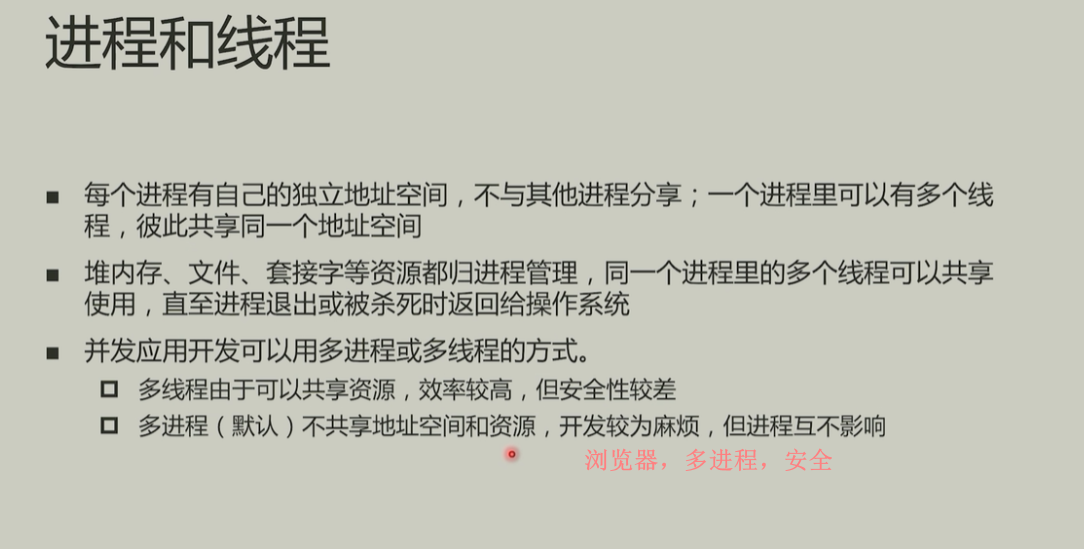 进程和线程
■ 每个进程有自己的独立地址空间，不与其他进程分享；一个进程里可以有多个线
程，彼此共享同一个地址空间
■ 堆内存、文件、套接字等资源都归进程管理，同一个进程里的多个线程可以共享
使用，直至进程退出或被杀死时返回给操作系统
■ 并发应用开发可以用多进程或多线程的方式。
❑ 多线程由于可以共享资源，效率较高，但安全性较差
❑ 多进程（默认）不共享地址空间和资源，开发较为麻烦，但进程互不影响
浏览器，多进程，安全